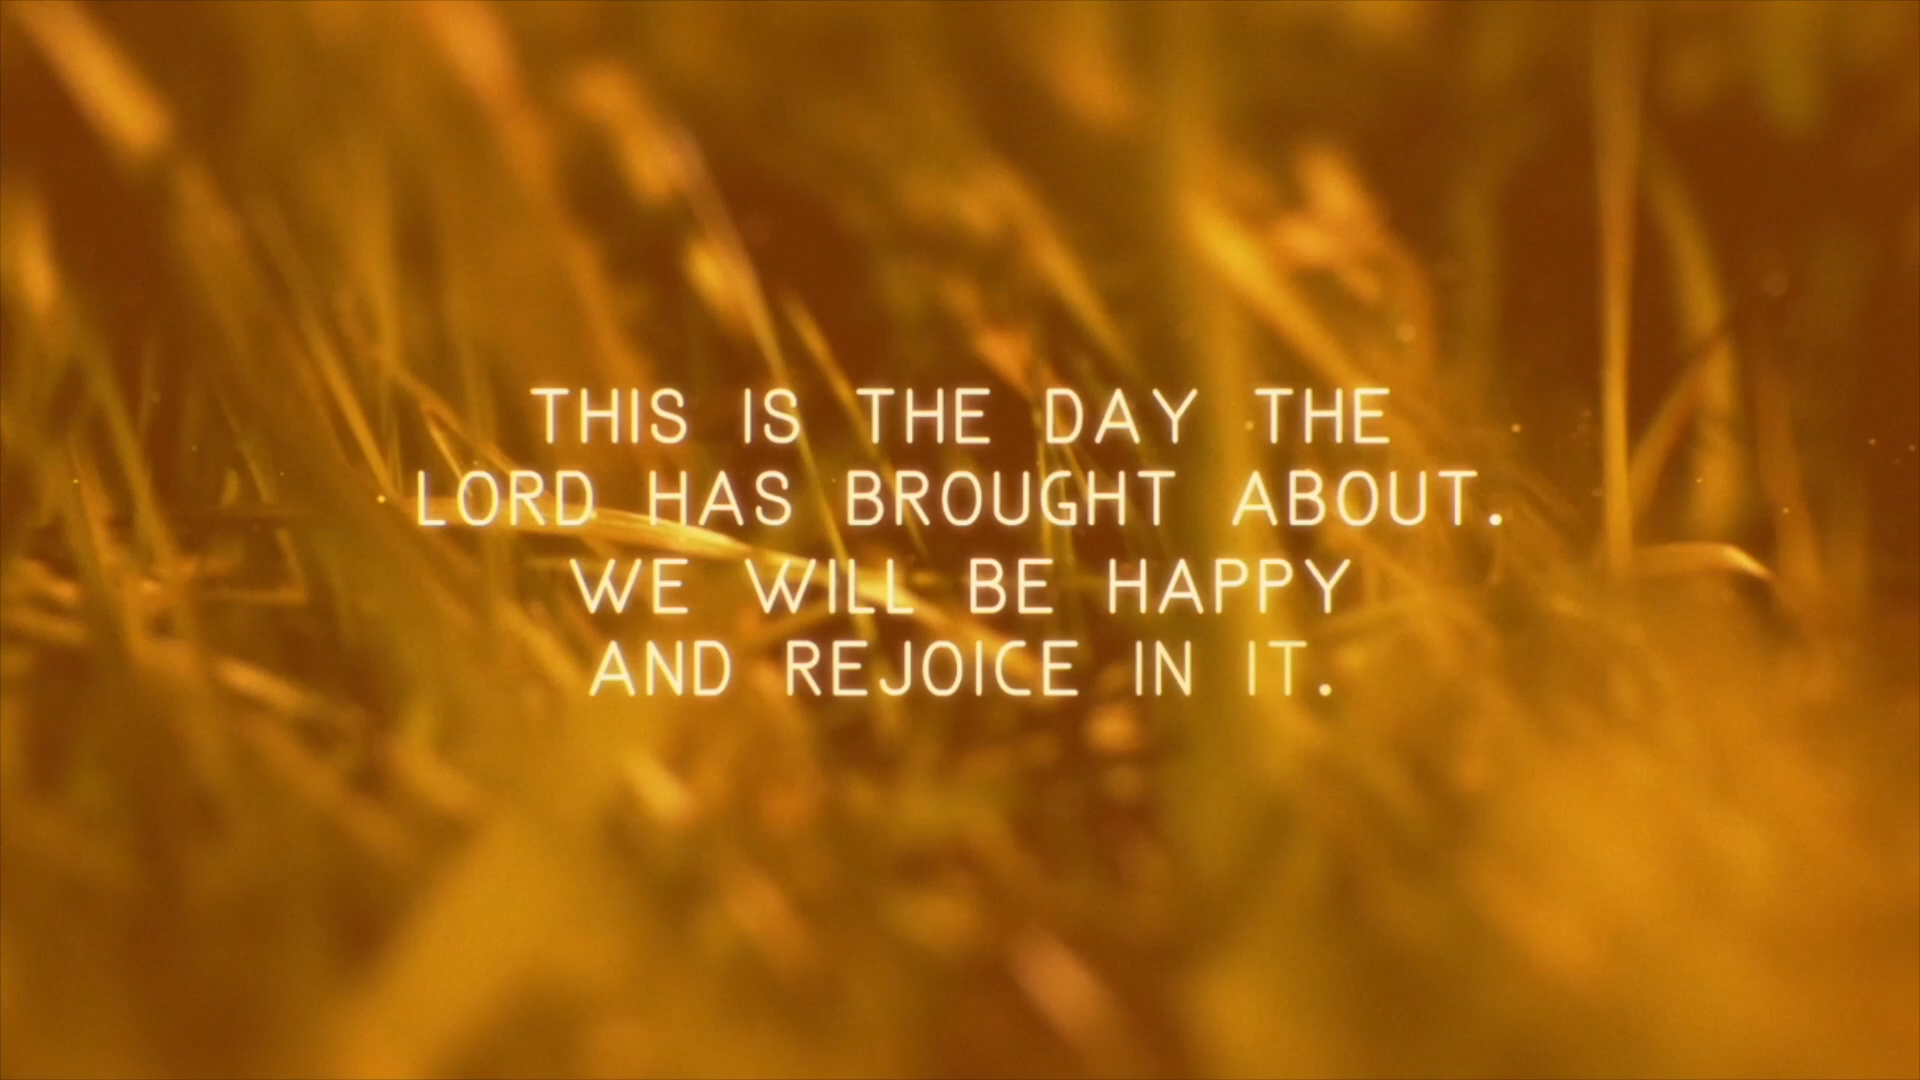 THIS IS THE DAY THE
LORD HAS BROUGHT ABOUT.
WE WILL BE HAPPY
AND REJOICE IN IT.